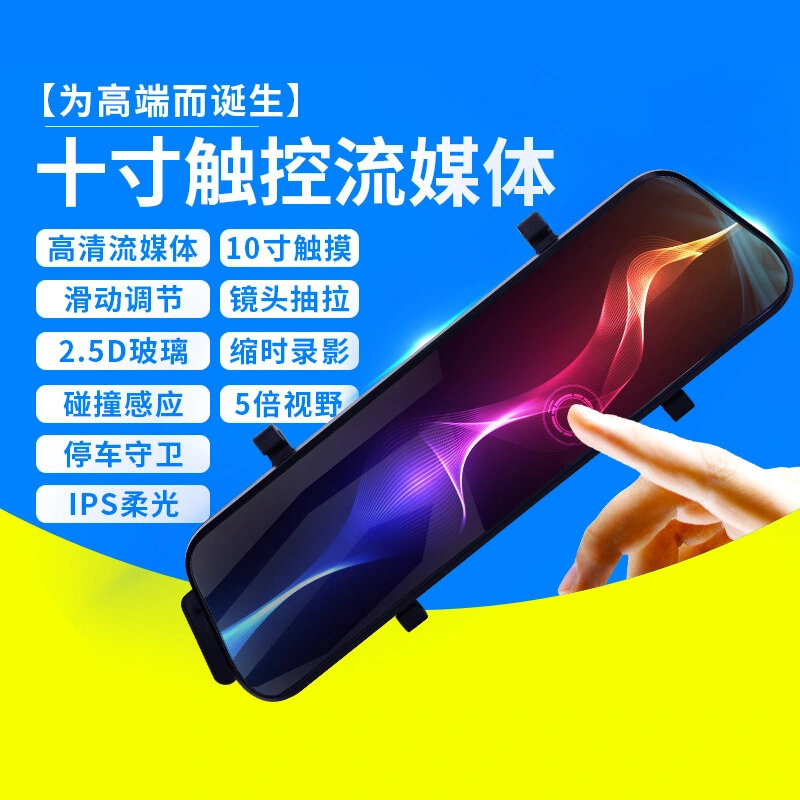 【为高端而诞生】
十寸触控流媒体
高清流媒体 10寸触摸
滑动调节 镜头抽拉
2.5D玻璃 缩时录影
碰撞感应 5倍视野
停车守卫
IPS柔光